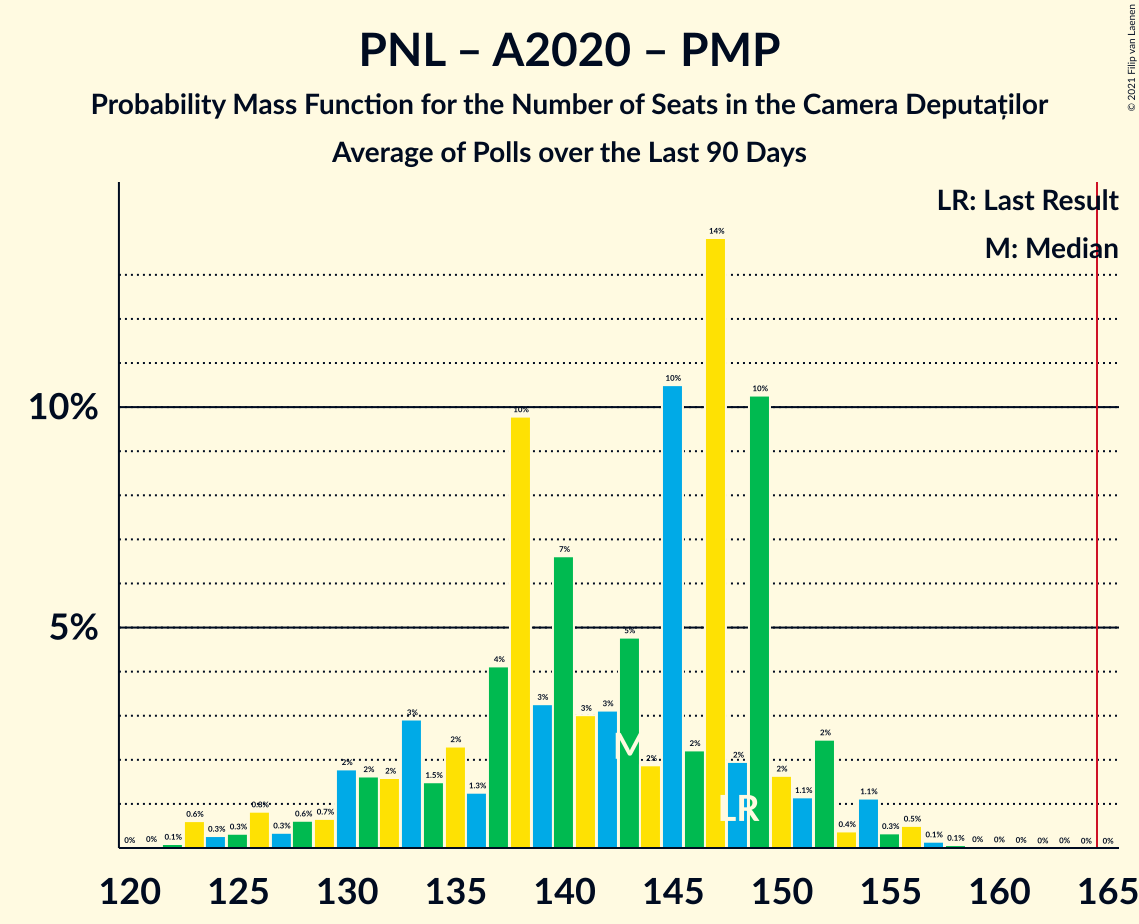 PNL – A2020 – PMP
Probability Mass Function for the Number of Seats in the Camera Deputaților
Average of Polls over the Last 90 Days
© 2021 Filip van Laenen
LR: Last Result
M: Median
10%
5%
0% 0% 0.1% 0.6% 0.3% 0.3% 0.8% 0.3% 0.6% 0.7% 2% 2% 2% 3% 1.5% 2% 1.3% 4% 10% 3% 7% 3% 3% 5% 2% 10% 2% 14% 2% 10% 2% 1.1% 2% 0.4% 1.1% 0.3% 0.5% 0.1% 0.1% 0% 0% 0% 0% 0% 0% 0%
M
LR
120 125 130 135 140 145 150 155 160 165